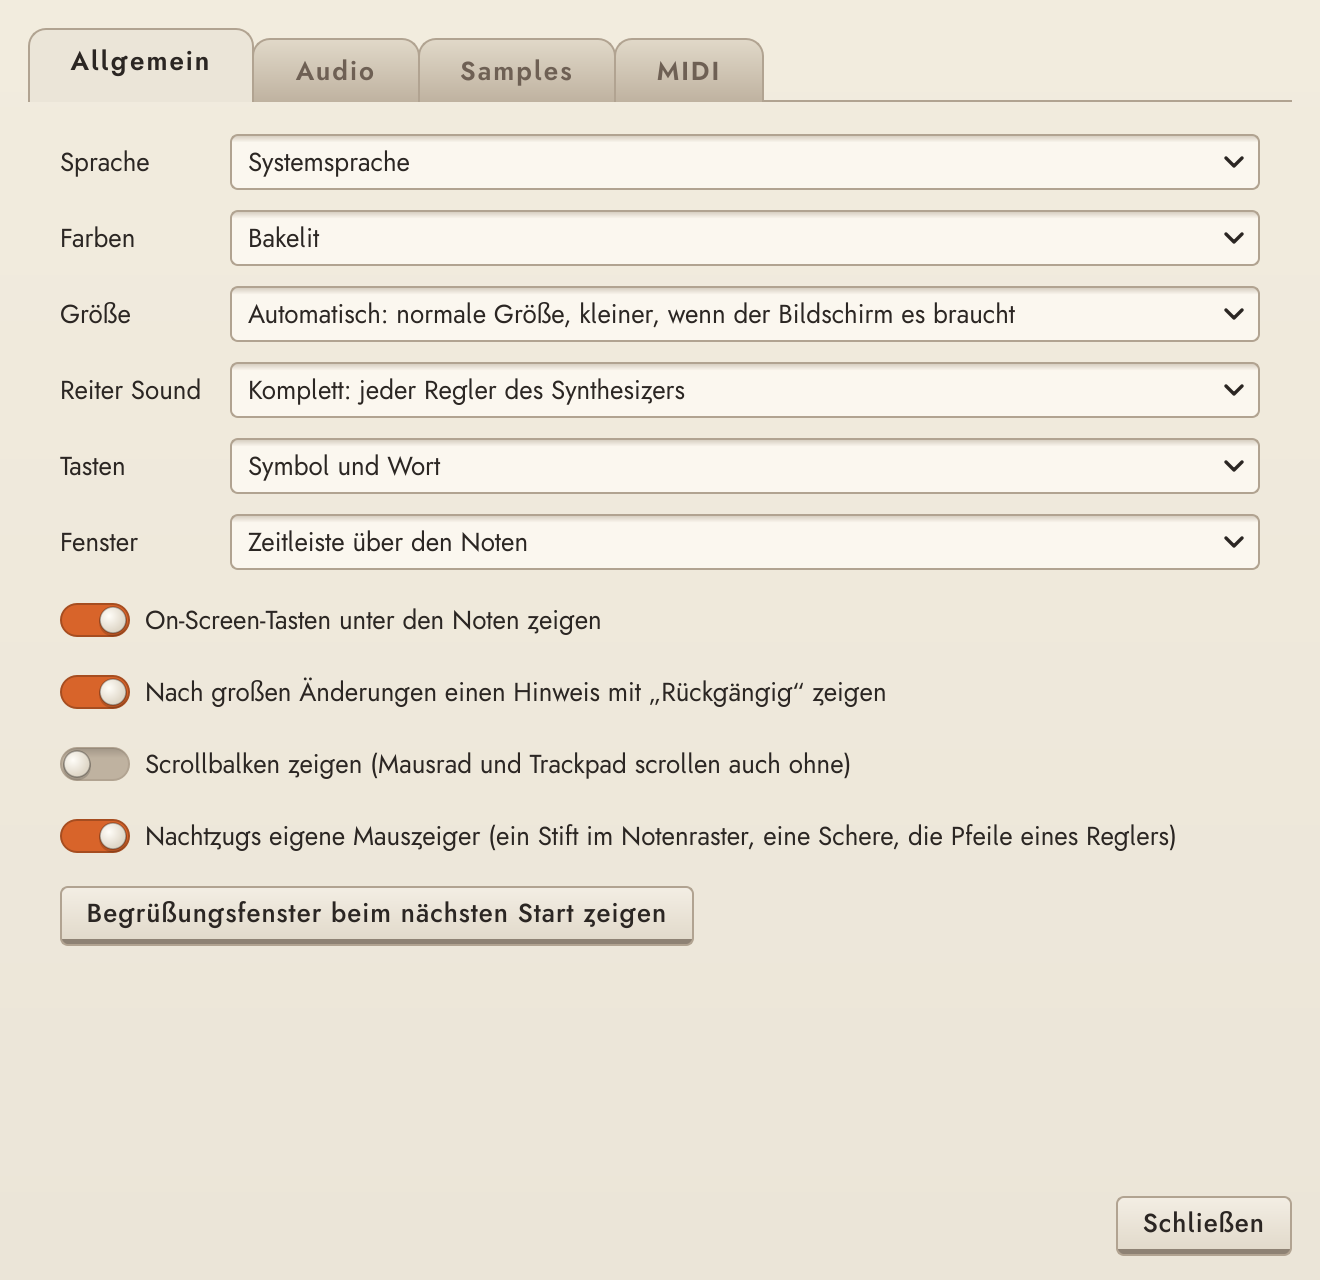 Allgemein
Audio
Samples
MIDI
Sprache
Systemsprache
Farben
Bakelit
Größe
Automatisch: normale Größe, kleiner, wenn der Bildschirm es braucht
Reiter Sound
Komplett: jeder Regler des Synthesizers
Tasten
Symbol und Wort
Fenster
Zeitleiste über den Noten
On-Screen-Tasten unter den Noten zeigen
Nach großen Änderungen einen Hinweis mit „Rückgängig“ zeigen
Scrollbalken zeigen (Mausrad und Trackpad scrollen auch ohne)
Nachtzugs eigene Mauszeiger (ein Stift im Notenraster, eine Schere, die Pfeile eines Reglers)
Begrüßungsfenster beim nächsten Start zeigen
Schließen